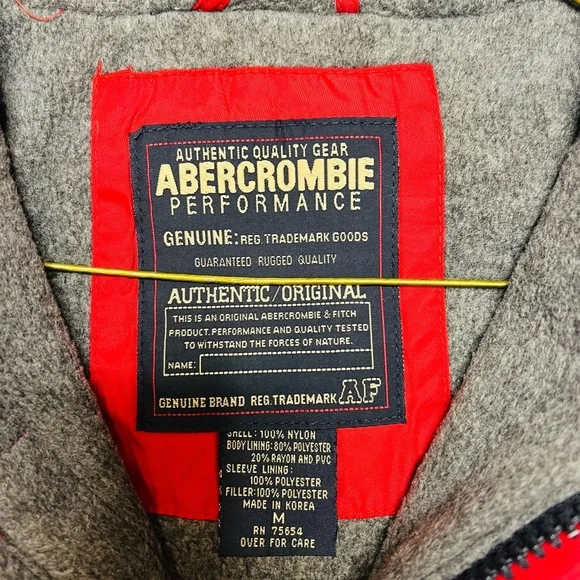 AUTHENTIC QUALITY GEAR
ABERCROMBIE
PERFORMANCE
GENUINE: REG. TRADEMARK GOODS
GUARANTEED RUGGED QUALITY
AUTHENTIC/ORIGINAL
THIS IS AN ORIGINAL ABERCROMBIE & FITCH
PRODUCT. PERFORMANCE AND QUALITY TESTED
TO WITHSTAND THE FORCES OF NATURE.
NAME:
GENUINE BRAND REG. TRADEMARK AF
SHELL: 100% NYLON
BODY LINING: 80% POLYESTER
20% RAYON AND PVC
SLEEVE LINING:
100% POLYESTER
FILLER: 100% POLYESTER
MADE IN KOREA
M
RN 75654
OVER FOR CARE